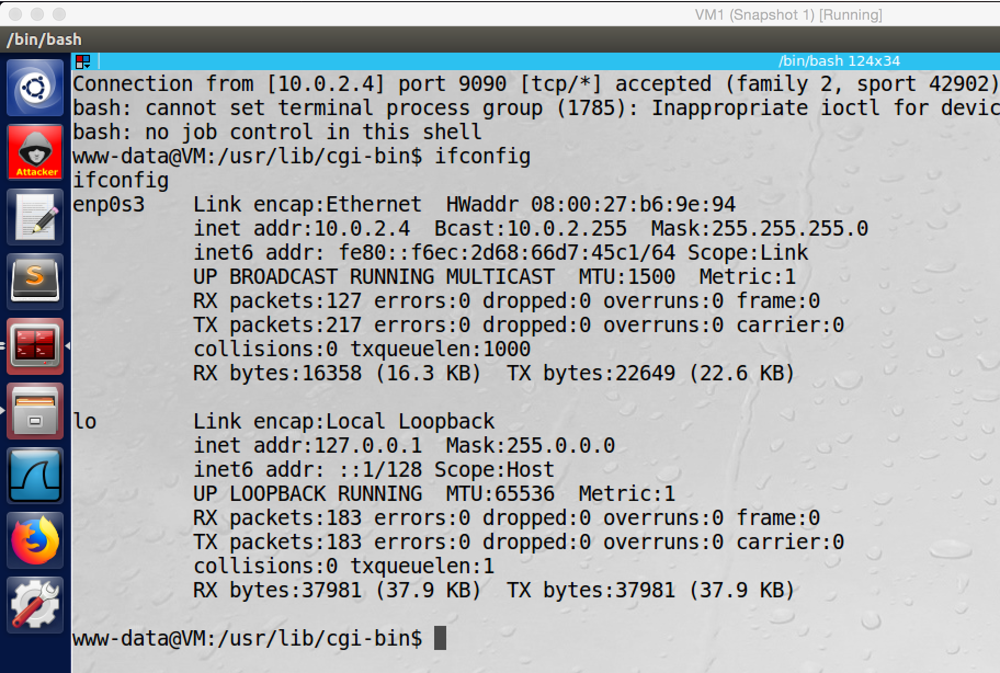 VM1 (Snapshot 1) [Running]
/bin/bash
/bin/bash 124x34
Connection from [10.0.2.4] port 9090 [tcp/*] accepted (family 2, sport 42902)
bash: cannot set terminal process group (1785): Inappropriate ioctl for devic
bash: no job control in this shell
www-data@VM:/usr/lib/cgi-bin$ ifconfig
ifconfig
enp0s3    Link encap:Ethernet  HWaddr 08:00:27:b6:9e:94
          inet addr:10.0.2.4  Bcast:10.0.2.255  Mask:255.255.255.0
          inet6 addr: fe80::f6ec:2d68:66d7:45c1/64 Scope:Link
          UP BROADCAST RUNNING MULTICAST  MTU:1500  Metric:1
          RX packets:127 errors:0 dropped:0 overruns:0 frame:0
          TX packets:217 errors:0 dropped:0 overruns:0 carrier:0
          collisions:0 txqueuelen:1000
          RX bytes:16358 (16.3 KB)  TX bytes:22649 (22.6 KB)
lo        Link encap:Local Loopback
          inet addr:127.0.0.1  Mask:255.0.0.0
          inet6 addr: ::1/128 Scope:Host
          UP LOOPBACK RUNNING  MTU:65536  Metric:1
          RX packets:183 errors:0 dropped:0 overruns:0 frame:0
          TX packets:183 errors:0 dropped:0 overruns:0 carrier:0
          collisions:0 txqueuelen:1
          RX bytes:37981 (37.9 KB)  TX bytes:37981 (37.9 KB)
www-data@VM:/usr/lib/cgi-bin$
Attacker
S